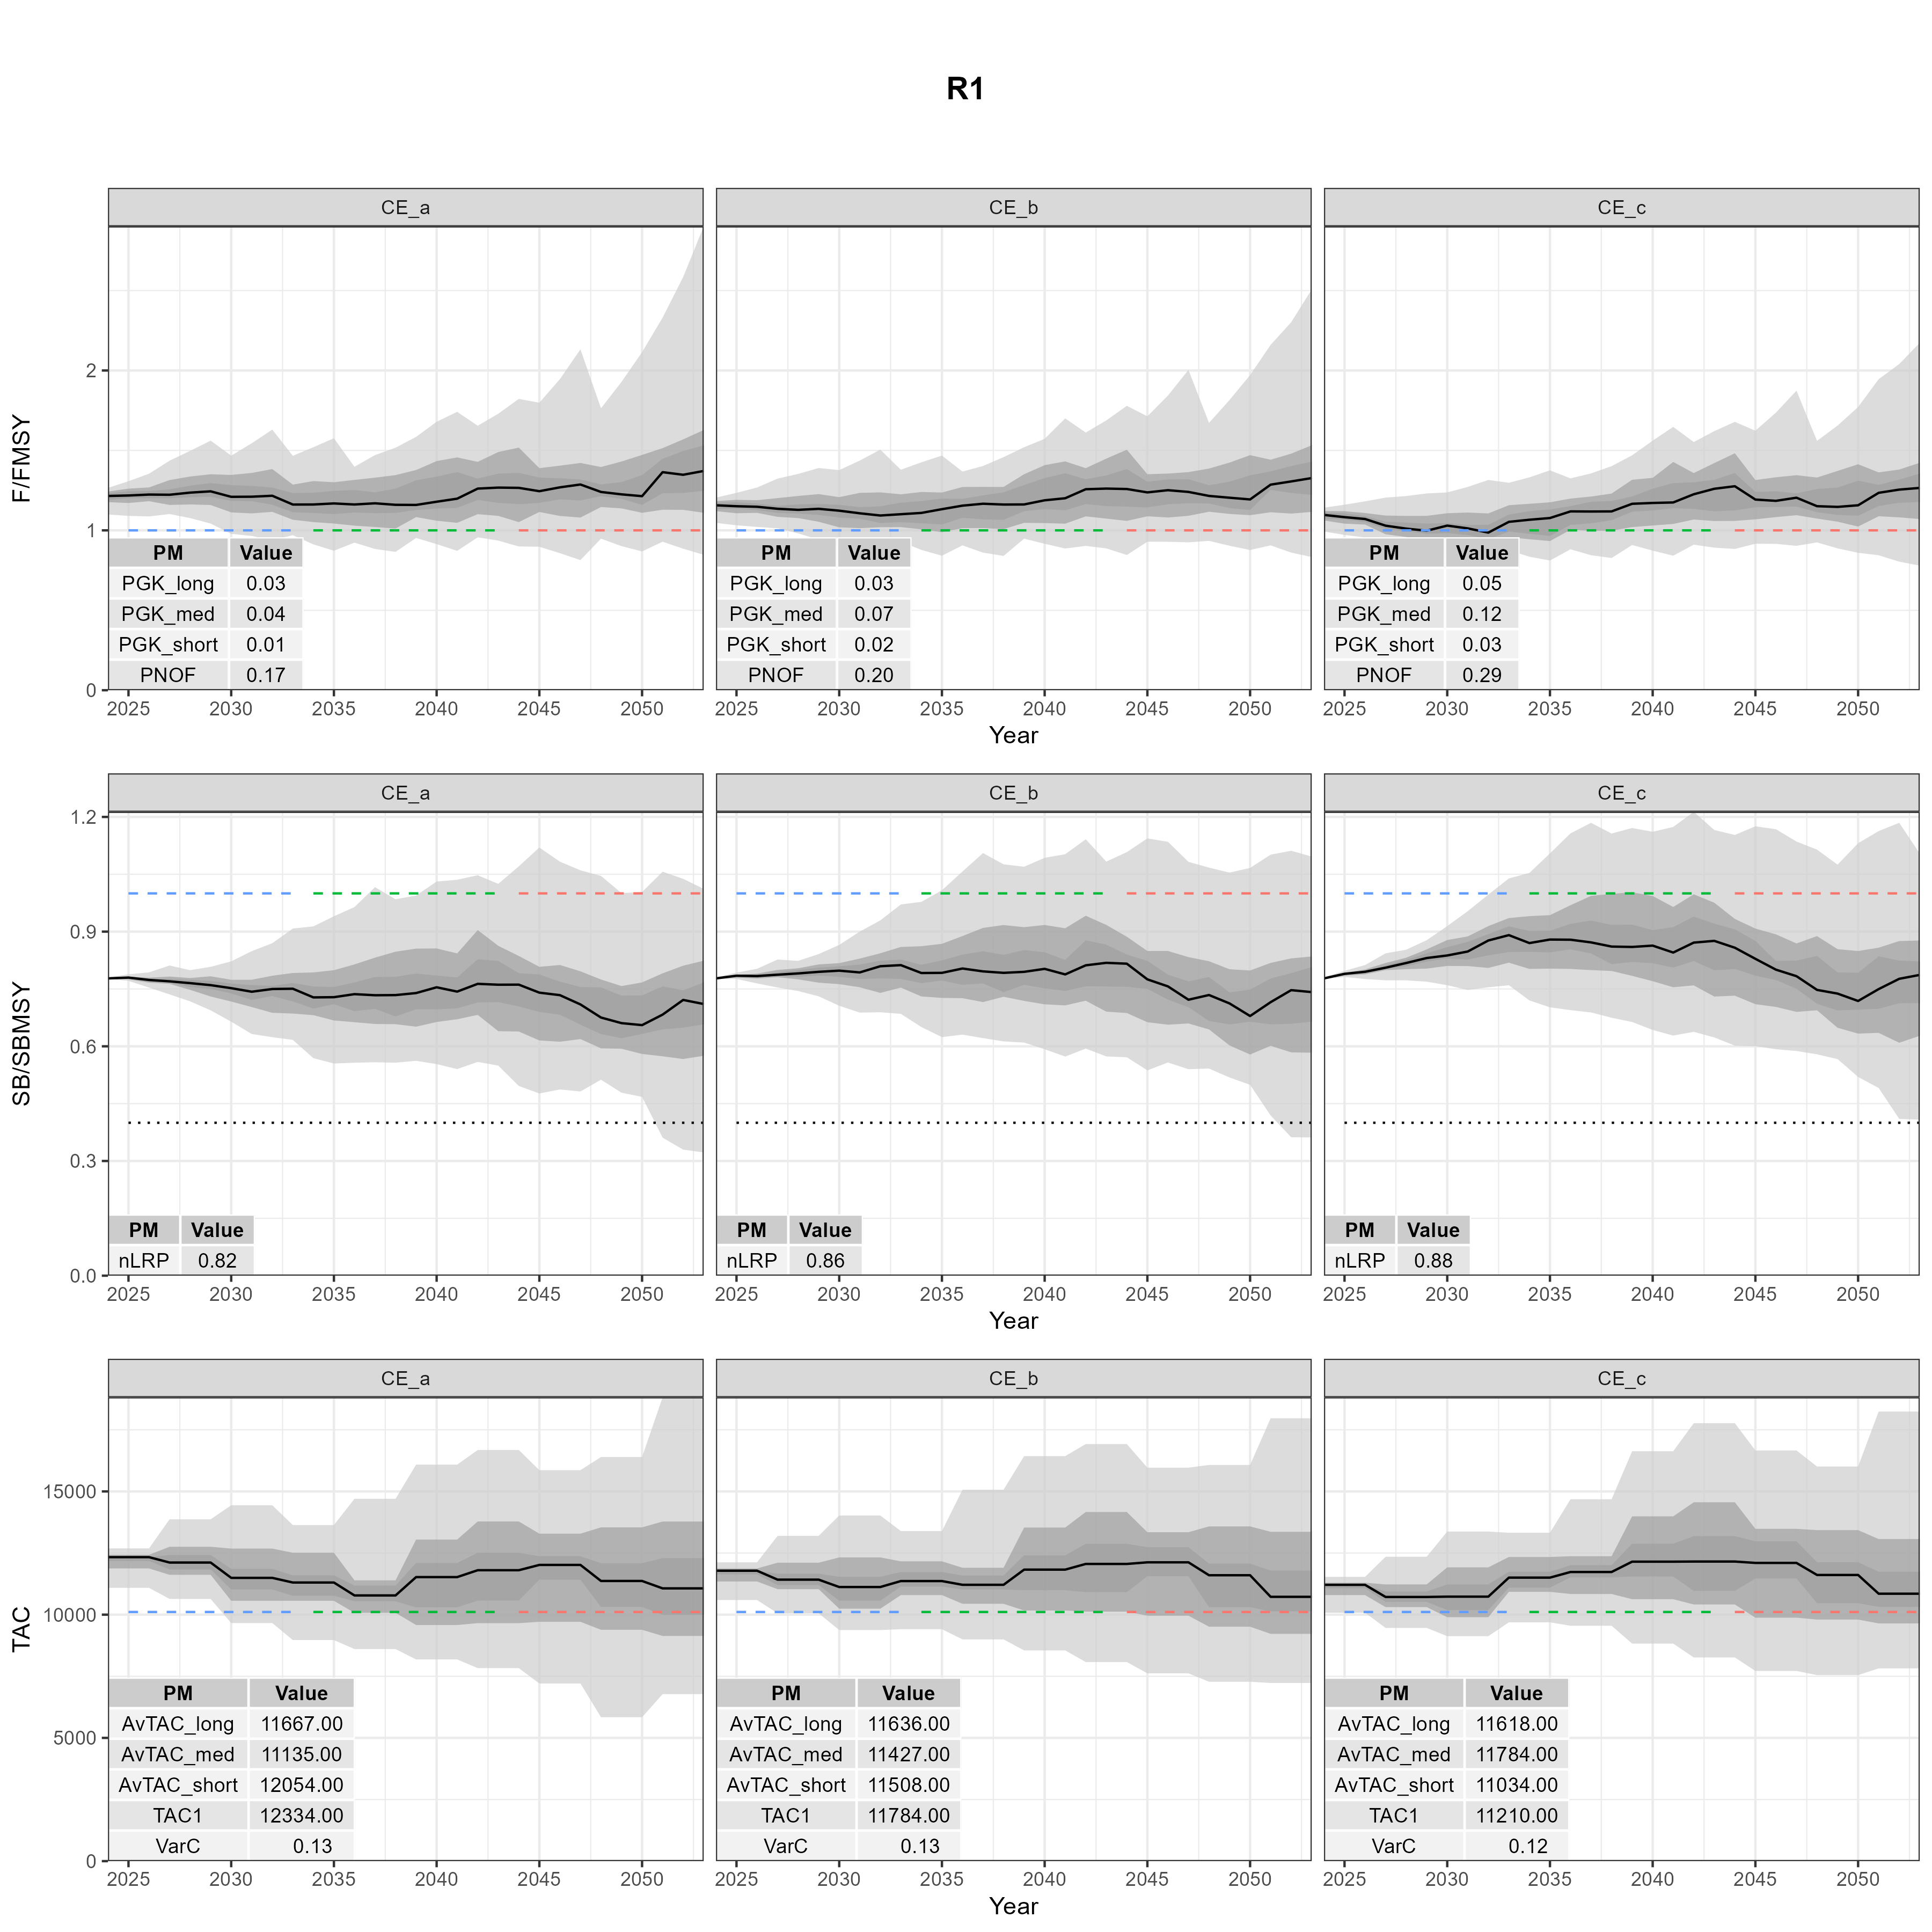 R1
CE_a CE_b CE_c
F/FMSY
2
1
0
PM Value PM Value PM Value
PGK_long 0.03 PGK_long 0.03 PGK_long 0.05
PGK_med 0.04 PGK_med 0.07 PGK_med 0.12
PGK_short 0.01 PGK_short 0.02 PGK_short 0.03
PNOF 0.17 PNOF 0.20 PNOF 0.29
2025 2030 2035 2040 2045 2050 2025 2030 2035 2040 2045 2050 2025 2030 2035 2040 2045 2050
Year
CE_a CE_b CE_c
SB/SBMSY
1.2
0.9
0.6
0.3
0.0
PM Value PM Value PM Value
nLRP 0.82 nLRP 0.86 nLRP 0.88
2025 2030 2035 2040 2045 2050 2025 2030 2035 2040 2045 2050 2025 2030 2035 2040 2045 2050
Year
CE_a CE_b CE_c
TAC
15000
10000
5000
0
PM Value PM Value PM Value
AvTAC_long 11667.00 AvTAC_long 11636.00 AvTAC_long 11618.00
AvTAC_med 11135.00 AvTAC_med 11427.00 AvTAC_med 11784.00
AvTAC_short 12054.00 AvTAC_short 11508.00 AvTAC_short 11034.00
TAC1 12334.00 TAC1 11784.00 TAC1 11210.00
VarC 0.13 VarC 0.13 VarC 0.12
2025 2030 2035 2040 2045 2050 2025 2030 2035 2040 2045 2050 2025 2030 2035 2040 2045 2050
Year